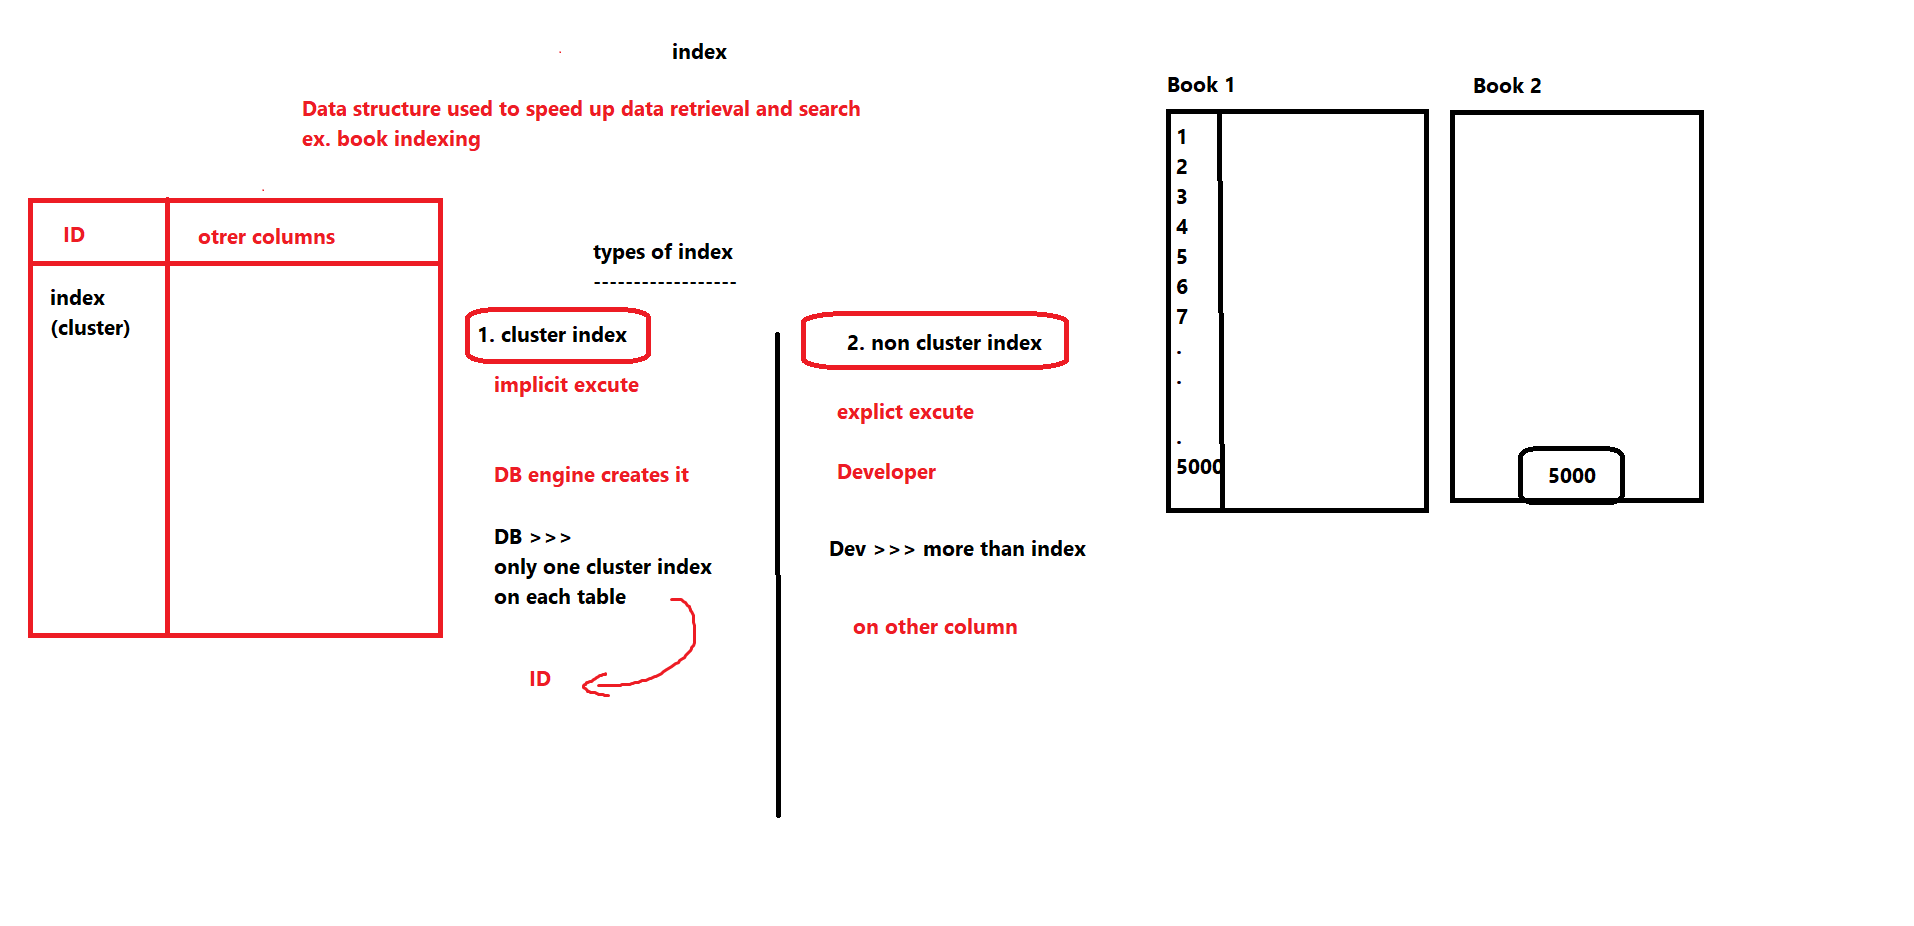 index
Data structure used to speed up data retrieval and search
ex. book indexing
ID
otrer columns
index
(cluster)
types of index
------------------
1. cluster index
implicit excute
DB engine creates it
DB >>>
only one cluster index
on each table
ID
2. non cluster index
explict excute
Developer
Dev >>> more than index
on other column
Book 1
1
2
3
4
5
6
7
.
.
.
5000
Book 2
5000